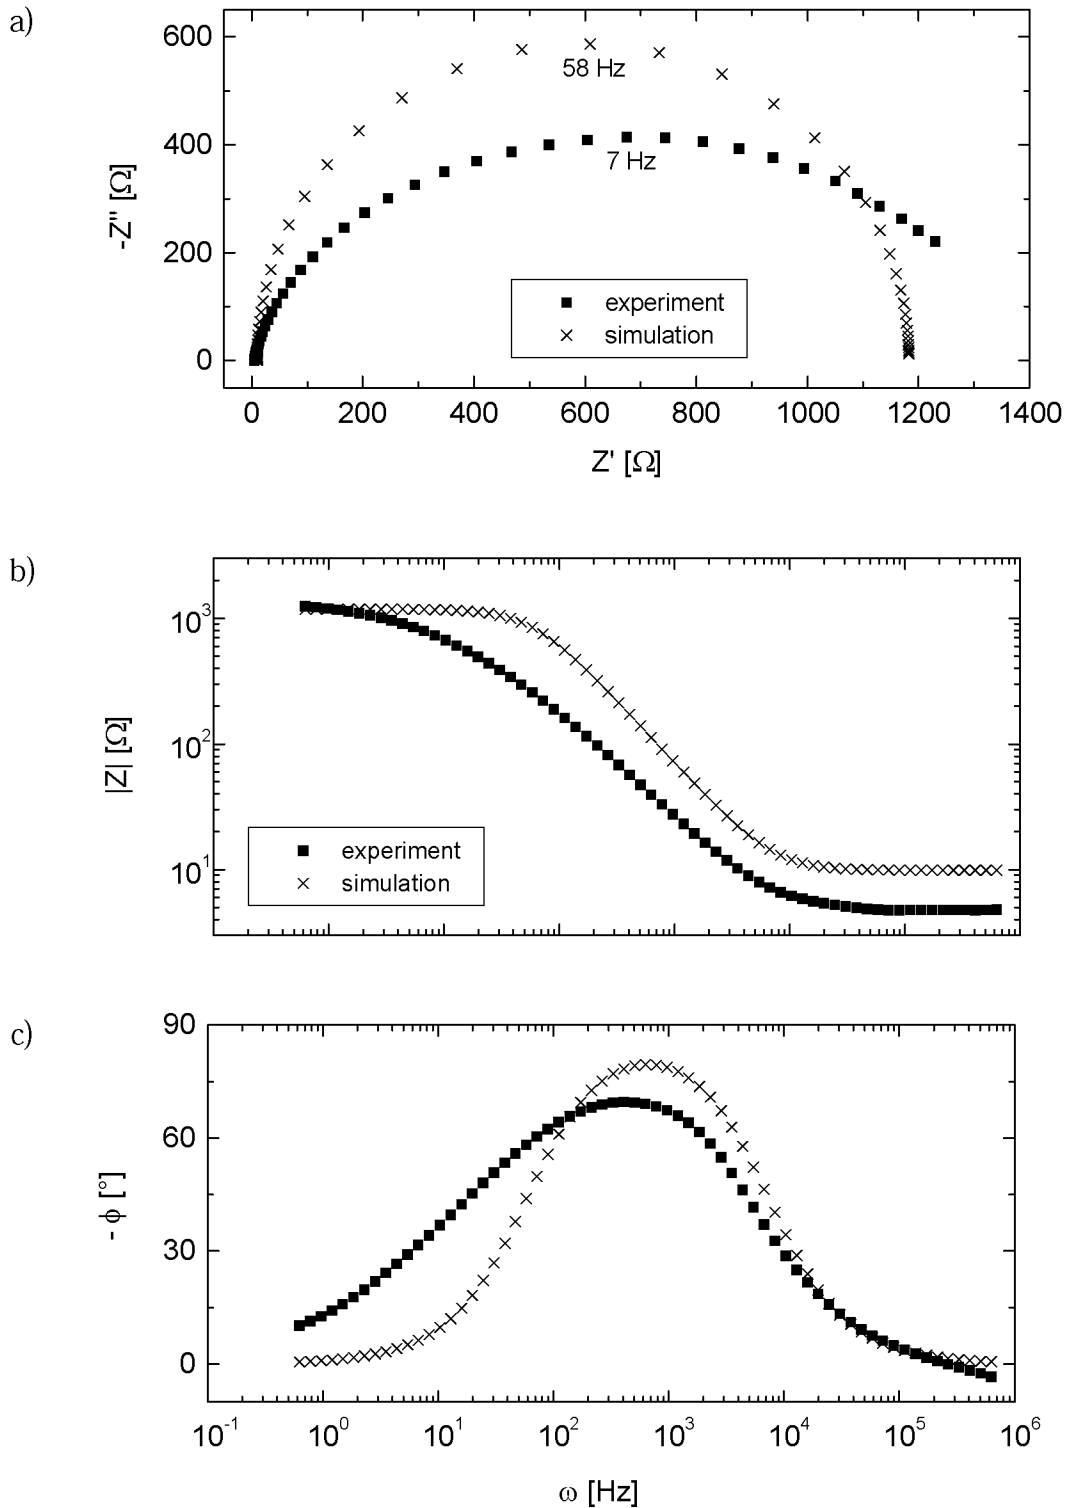 a)
600
400
200
0
-Z'' [Ω]
58 Hz
7 Hz
experiment
simulation
0 200 400 600 800 1000 1200 1400
Z' [Ω]
b)
10³
10²
10¹
|Z| [Ω]
experiment
simulation
c)
90
60
30
0
- ϕ [°]
10⁻¹ 10⁰ 10¹ 10² 10³ 10⁴ 10⁵ 10⁶
ω [Hz]